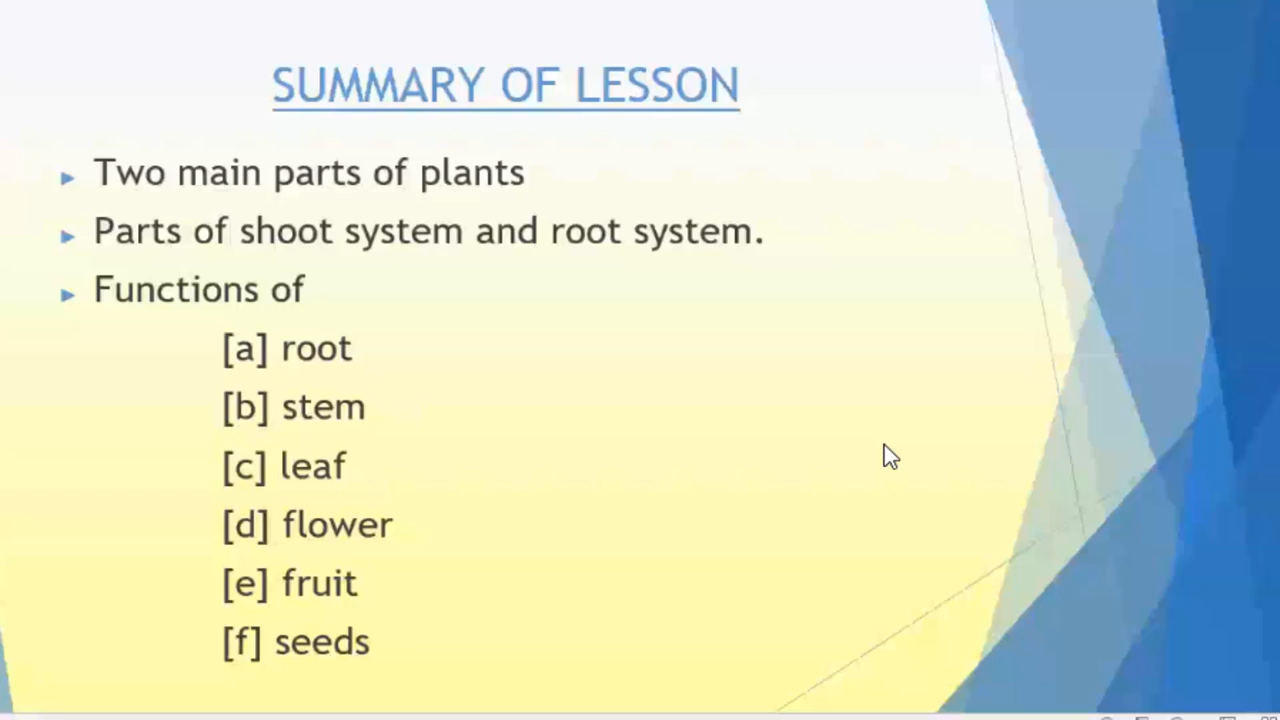 SUMMARY OF LESSON
Two main parts of plants
Parts of shoot system and root system.
Functions of
[a] root
[b] stem
[c] leaf
[d] flower
[e] fruit
[f] seeds